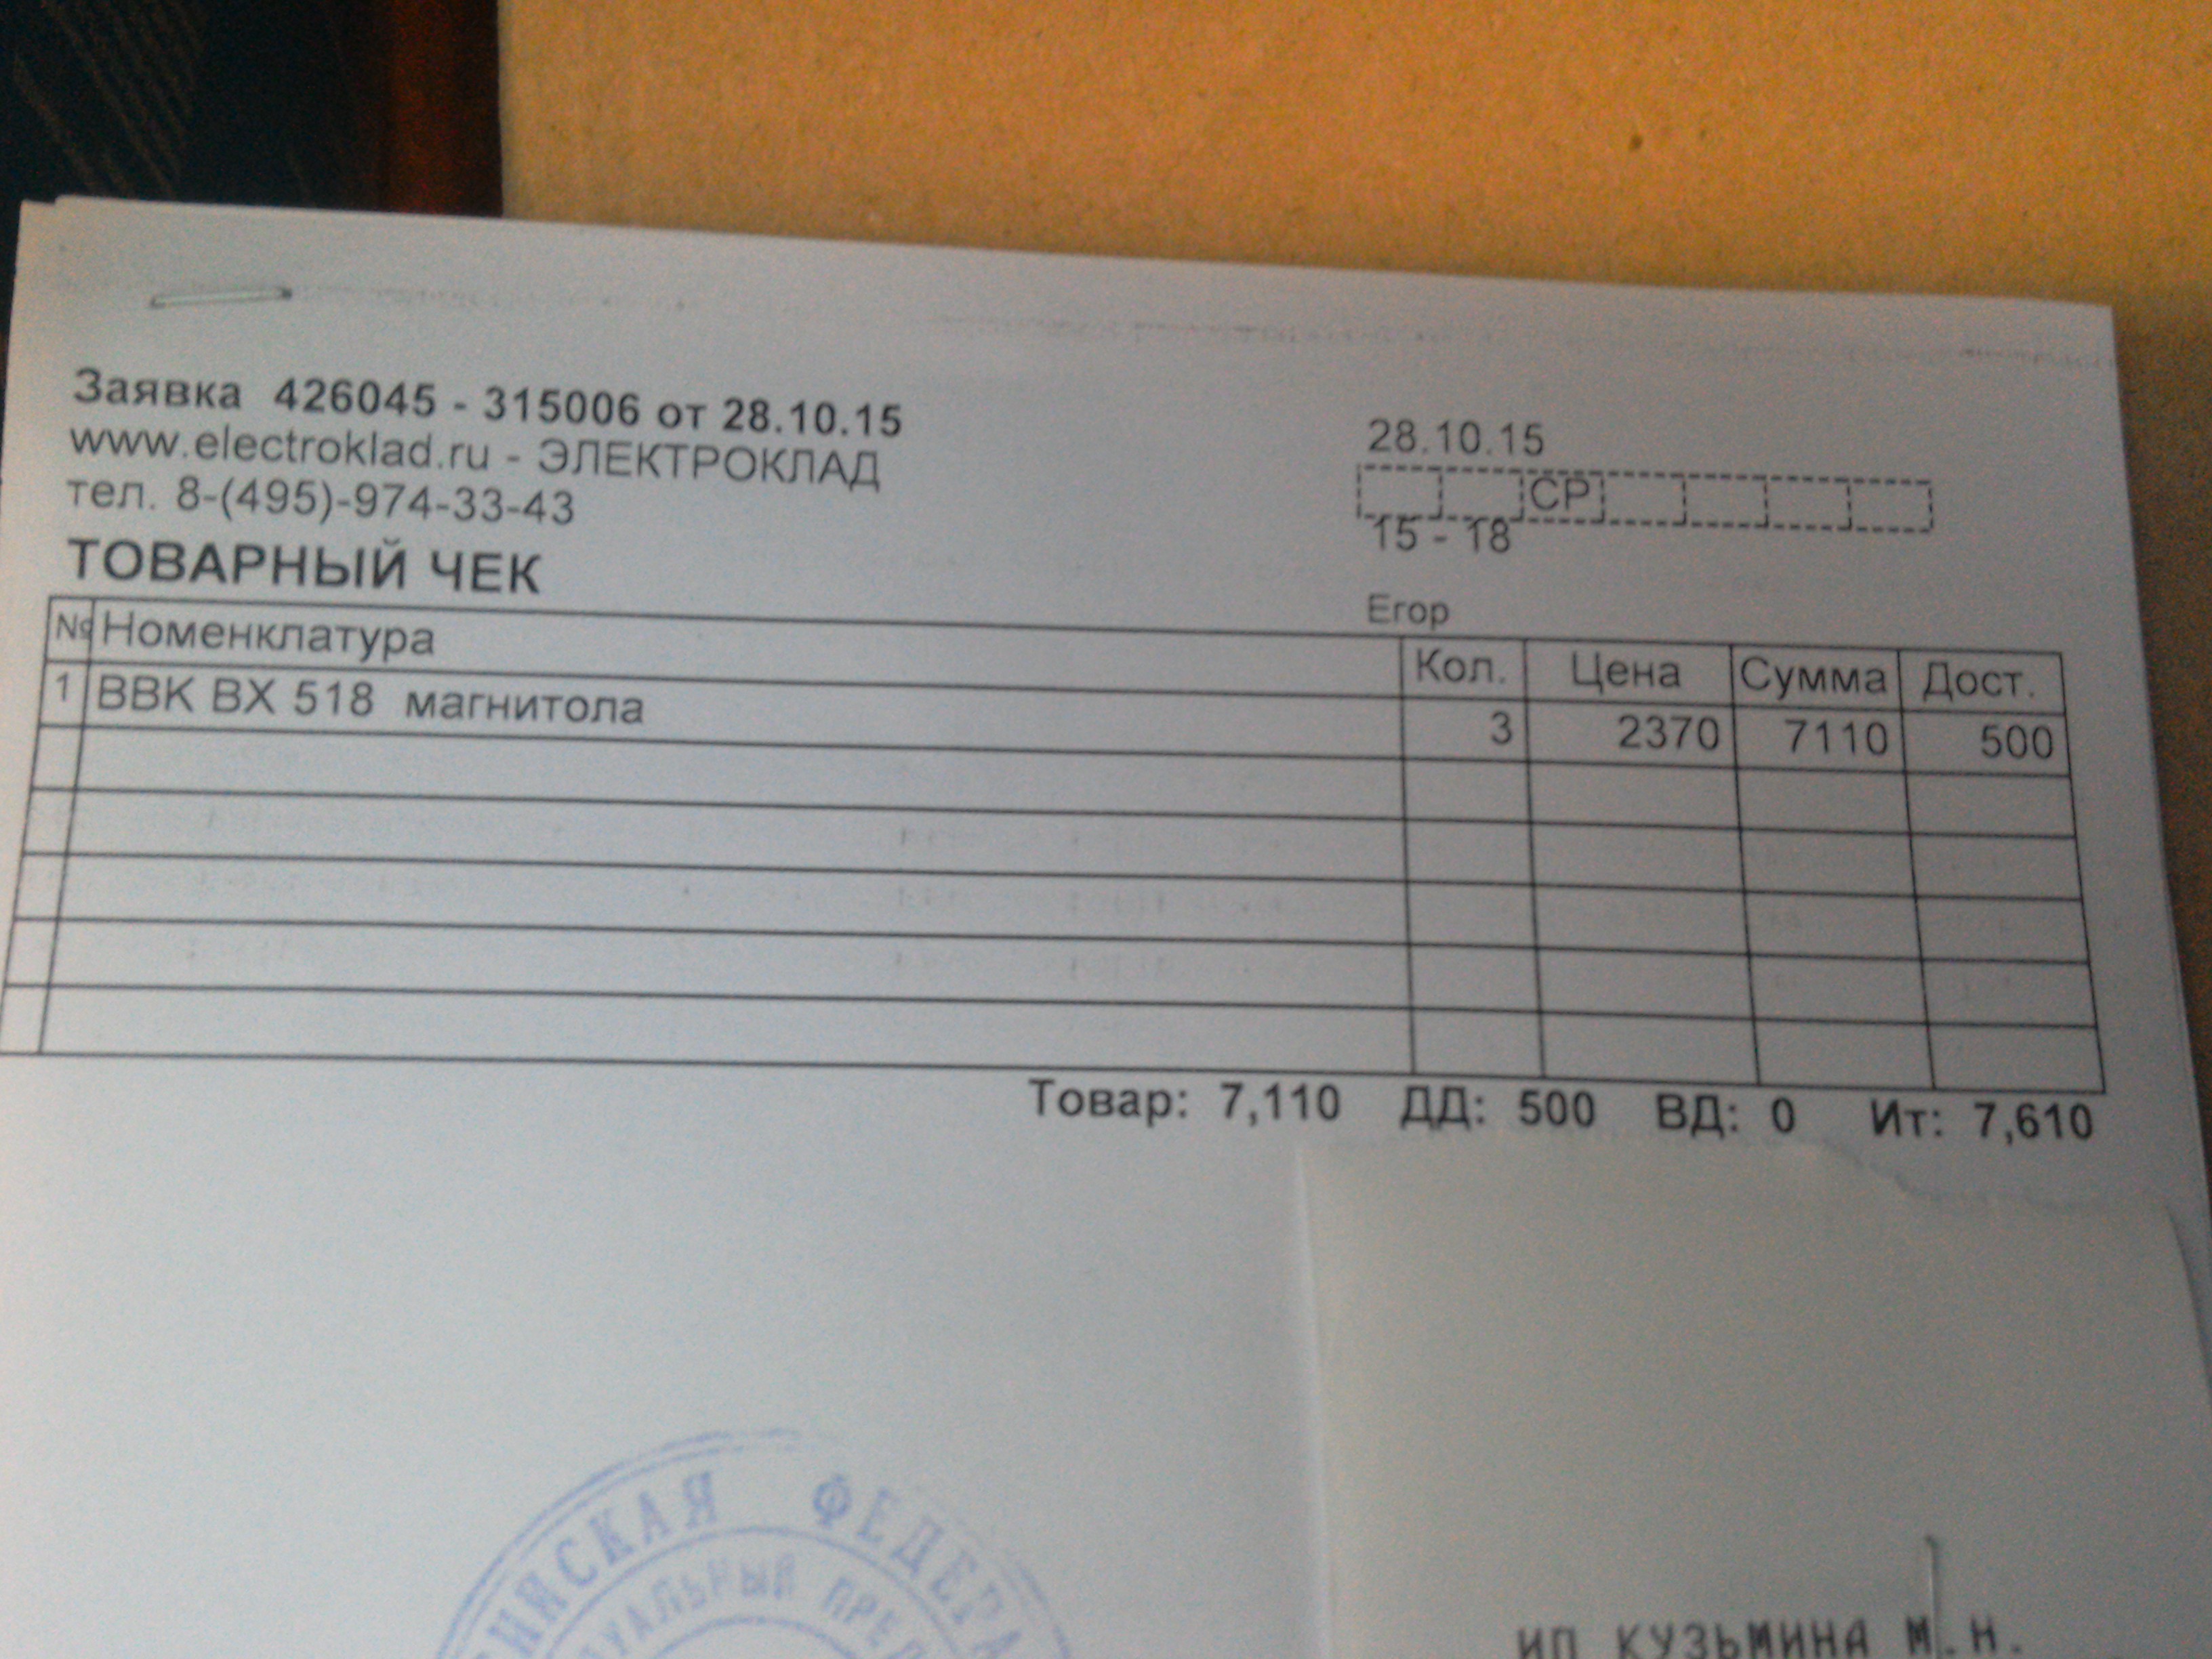 Заявка 426045 - 315006 от 28.10.15
www.electroklad.ru - ЭЛЕКТРОКЛАД
тел. 8-(495)-974-33-43
28.10.15
СР
15 - 18
ТОВАРНЫЙ ЧЕК
Егор
№ Номенклатура Кол. Цена Сумма Дост.
1 BBK BX 518 магнитола 3 2370 7110 500
Товар: 7,110 ДД: 500 ВД: 0 Ит: 7,610
ФЕДЕРА
ИП КУЗЬМИНА М.Н.